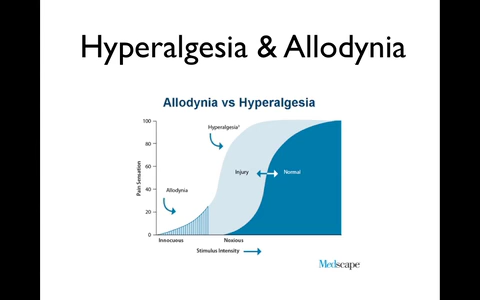 Hyperalgesia & Allodynia
Allodynia vs Hyperalgesia
100
80
60
40
20
0
Pain Sensation
Hyperalgesia
Allodynia
Injury
Normal
Innocuous
Noxious
Stimulus Intensity
Medscape